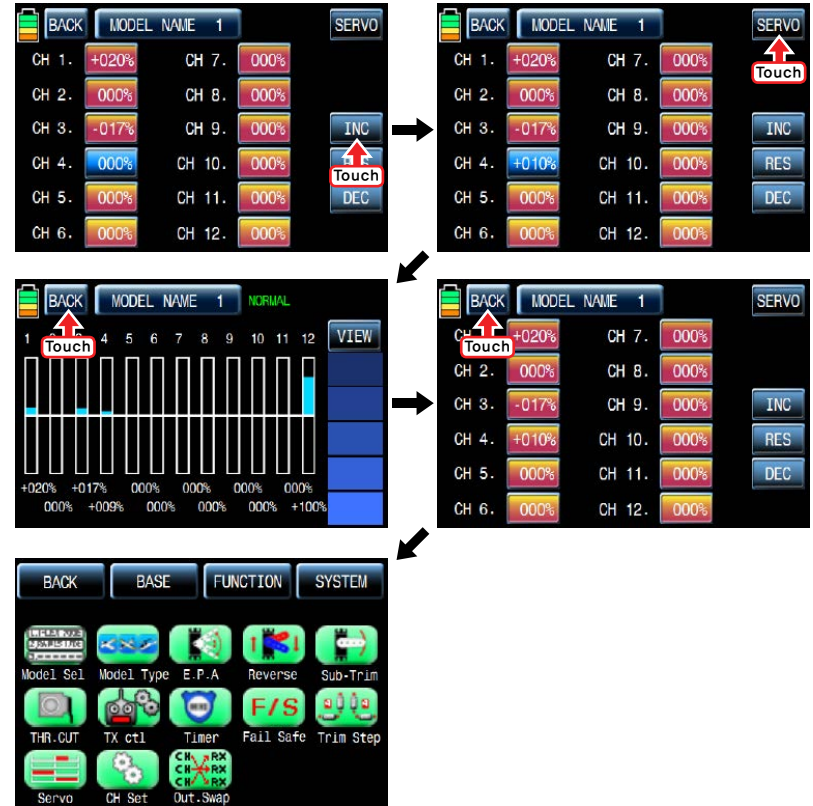 BACK MODEL NAME 1 SERVO
CH 1. +020% CH 7. 000%
CH 2. 000% CH 8. 000%
CH 3. -017% CH 9. 000% INC
CH 4. 000% CH 10. 000%
Touch
CH 5. 000% CH 11. 000% DEC
CH 6. 000% CH 12. 000%
BACK MODEL NAME 1 SERVO
Touch
CH 1. +020% CH 7. 000%
CH 2. 000% CH 8. 000%
CH 3. -017% CH 9. 000% INC
CH 4. +010% CH 10. 000% RES
CH 5. 000% CH 11. 000% DEC
CH 6. 000% CH 12. 000%
BACK MODEL NAME 1 NORMAL
Touch
1 4 5 6 7 8 9 10 11 12 VIEW
+020% +017% 000% 000% 000% 000%
000% +009% 000% 000% 000% +100%
BACK MODEL NAME 1 SERVO
Touch
+020% CH 7. 000%
CH 2. 000% CH 8. 000%
CH 3. -017% CH 9. 000% INC
CH 4. +010% CH 10. 000% RES
CH 5. 000% CH 11. 000% DEC
CH 6. 000% CH 12. 000%
BACK BASE FUNCTION SYSTEM
Model Sel Model Type E.P.A Reverse Sub-Trim
F/S
THR.CUT TX ctl Timer Fail Safe Trim Step
CH RX
CH RX
CH RX
Servo CH Set Out.Swap